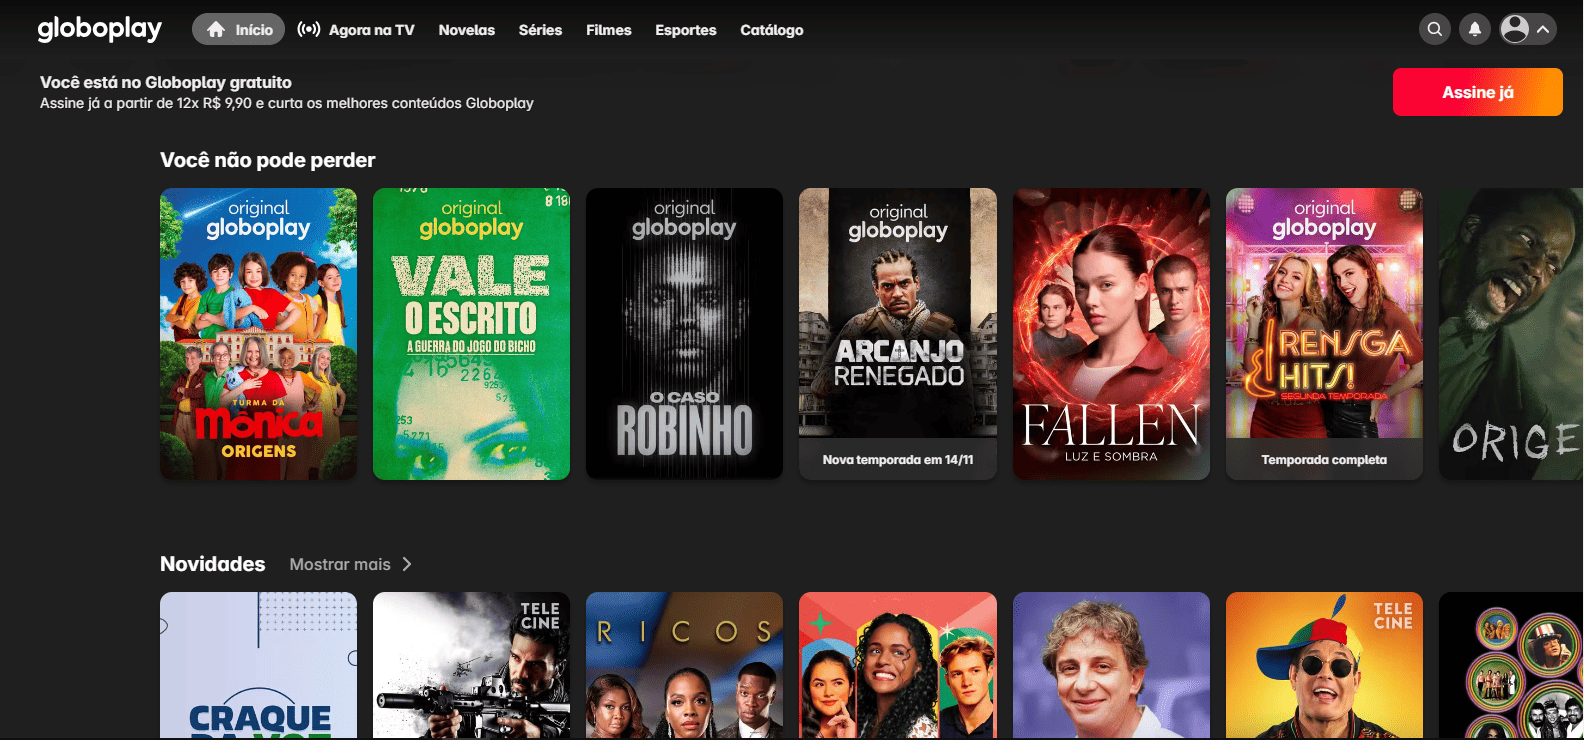 globoplay
Início
Agora na TV
Novelas
Séries
Filmes
Esportes
Catálogo
Você está no Globoplay gratuito
Assine já a partir de 12x R$ 9,90 e curta os melhores conteúdos Globoplay
Assine já
Você não pode perder
original
globoplay
TURMA DA
Mônica
ORIGENS
original
globoplay
VALE
O ESCRITO
A GUERRA DO JOGO DO BICHO
original
globoplay
O CASO
ROBINHO
original
globoplay
ARCANJO
RENEGADO
Nova temporada em 14/11
FALLEN
LUZ E SOMBRA
original
globoplay
RENSGA
HITS!
SEGUNDA TEMPORADA
Temporada completa
ORIGE
Novidades
Mostrar mais
CRAQUE
TELE
CINE
RICOS
TELE
CINE